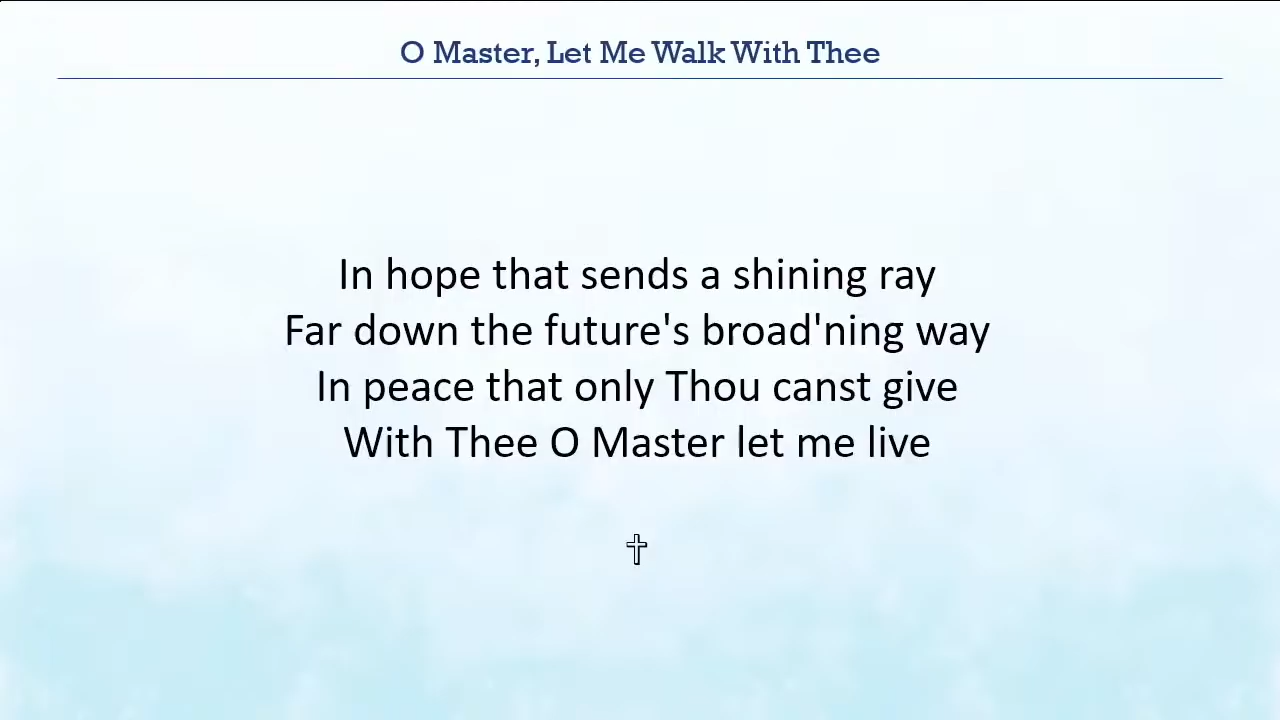 O Master, Let Me Walk With Thee
In hope that sends a shining ray
Far down the future's broad'ning way
In peace that only Thou canst give
With Thee O Master let me live
✝